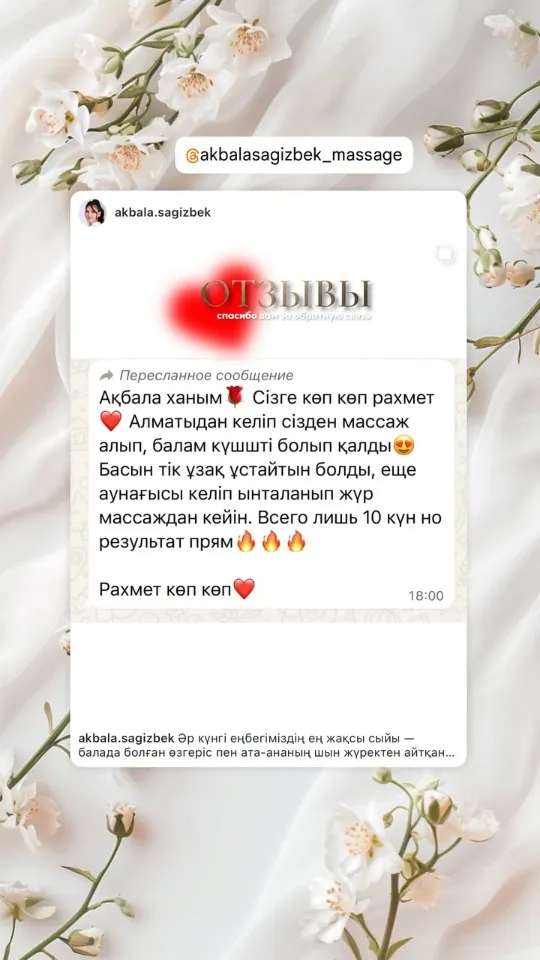 @akbalasagizbek_massage
akbala.sagizbek
ОТЗЫВЫ
спасибо вам за обратную связь
Пересланное сообщение
Ақбала ханым🌹 Сізге көп көп рахмет
❤️ Алматыдан келіп сізден массаж
алып, балам күшшті болып қалды😍
Басын тік ұзақ ұстайтын болды, еще
аунағысы келіп ынталанып жүр
массаждан кейін. Всего лишь 10 күн но
результат прям🔥🔥🔥
Рахмет көп көп❤️
18:00
akbala.sagizbek Әр күнгі еңбегіміздің ең жақсы сыйы —
балада болған өзгеріс пен ата-ананың шын жүректен айтқан...